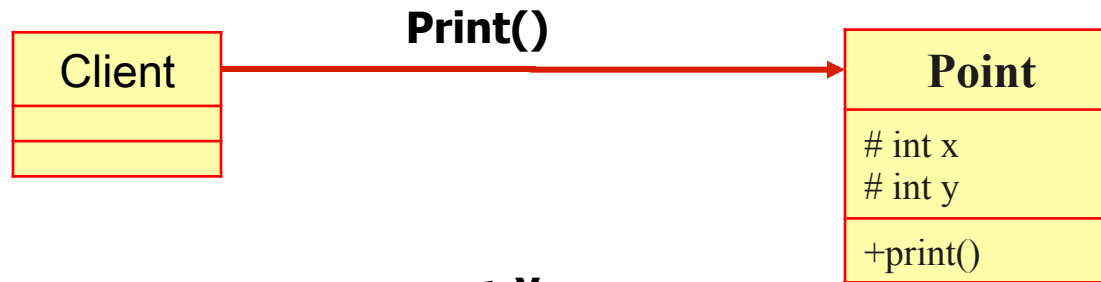 Print()
Client
Point
# int x
# int y
+print()